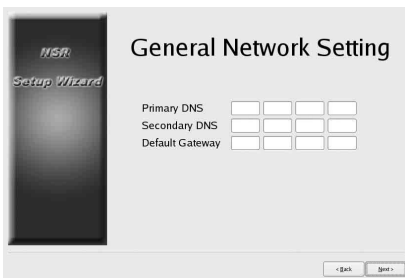 NSR
Setup Wizard
General Network Setting
Primary DNS
Secondary DNS
Default Gateway
< Back
Next >